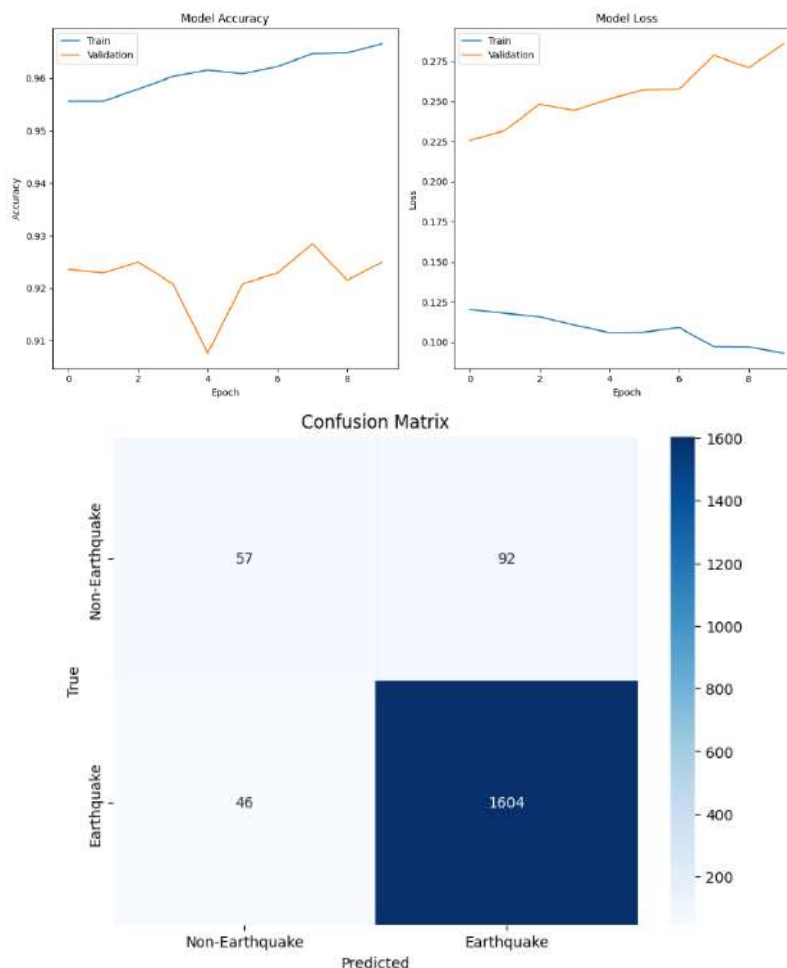 Model Accuracy
Train
Validation
0.96
0.95
0.94
0.93
0.92
0.91
Accuracy
0 2 4 6 8
Epoch
Model Loss
Train
Validation
0.275
0.250
0.225
0.200
0.175
0.150
0.125
0.100
Loss
0 2 4 6 8
Epoch
Confusion Matrix
Non-Earthquake
57 92
True
Earthquake
46 1604
Non-Earthquake Earthquake
Predicted
1600
1400
1200
1000
800
600
400
200